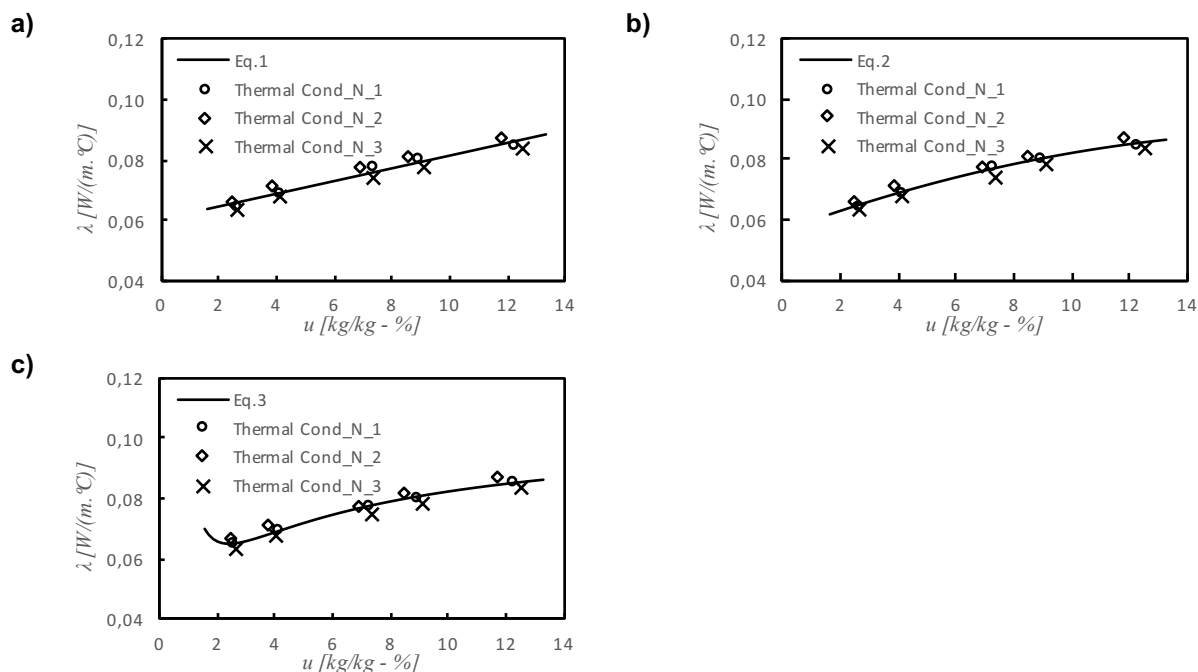 a)
0,12
Eq.1
Thermal Cond_N_1
0,10
Thermal Cond_N_2
Thermal Cond_N_3
0,08
0,06
0,04
λ [W/(m.℃)]
0 2 4 6 8 10 12 14
u [kg/kg - %]
b)
0,12
Eq.2
Thermal Cond_N_1
0,10
Thermal Cond_N_2
Thermal Cond_N_3
0,08
0,06
0,04
λ [W/(m.℃)]
0 2 4 6 8 10 12 14
u [kg/kg - %]
c)
0,12
Eq.3
Thermal Cond_N_1
0,10
Thermal Cond_N_2
Thermal Cond_N_3
0,08
0,06
0,04
λ [W/(m.℃)]
0 2 4 6 8 10 12 14
u [kg/kg - %]